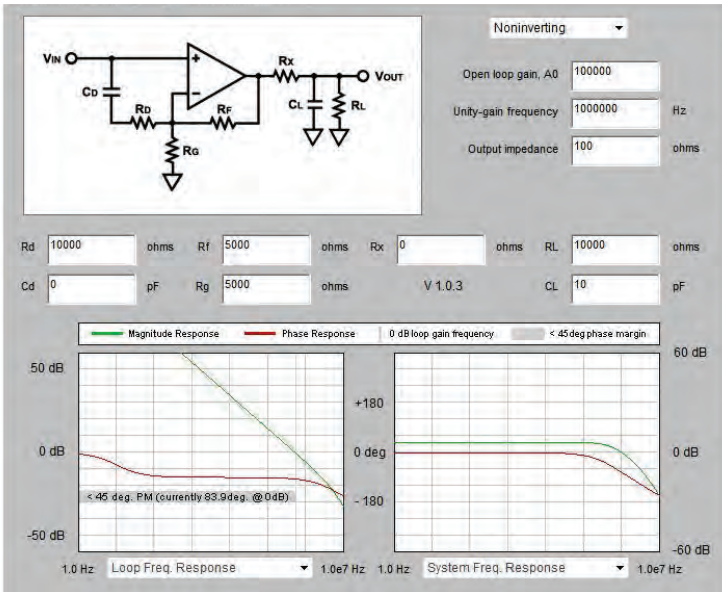 Noninverting
VIN
VOUT
CD
RD
RF
RG
RX
CL
RL
+
−
Open loop gain, A0 100000
Unity-gain frequency 1000000 Hz
Output impedance 100 ohms
Rd 10000 ohms Rf 5000 ohms Rx 0 ohms RL 10000 ohms
Cd 0 pF Rg 5000 ohms V 1.0.3 CL 10 pF
Magnitude Response Phase Response 0 dB loop gain frequency < 45deg phase margin
50 dB
0 dB
-50 dB
< 45 deg. PM (currently 83.9deg. @ 0dB)
+180
0 deg
-180
60 dB
0 dB
-60 dB
1.0 Hz Loop Freq. Response 1.0e7 Hz 1.0 Hz System Freq. Response 1.0e7 Hz